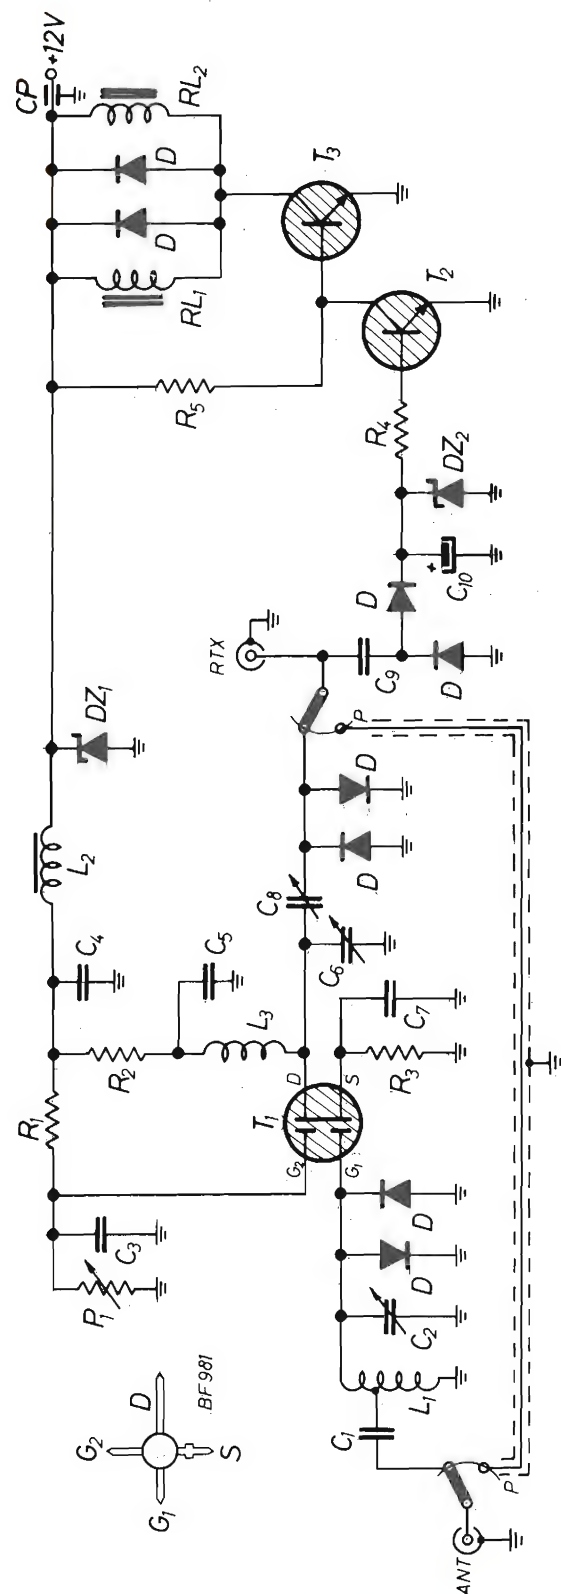 CP
+12V
RL2
D
D
RL1
T3
R5
T2
R4
DZ2
+
C10
D
D
C9
RTX
P
DZ1
L2
C4
C5
L3
R2
R1
D
D
C8
C6
C7
R3
D
S
T1
G2
G1
C3
P1
D
D
C2
L1
C1
P
ANT
BF981
D
G2
S
G1